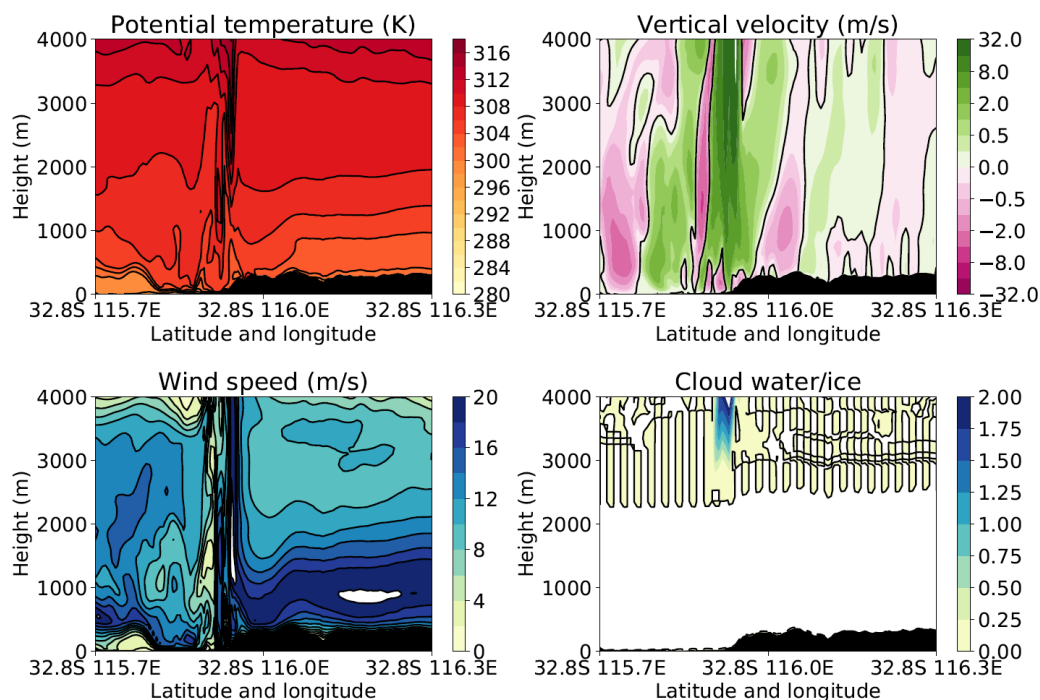 Potential temperature (K)
4000
3000
2000
1000
0
Height (m)
32.8S 115.7E
32.8S 116.0E
32.8S 116.3E
Latitude and longitude
316
312
308
304
300
296
292
288
284
280
Vertical velocity (m/s)
4000
3000
2000
1000
0
Height (m)
32.8S 115.7E
32.8S 116.0E
32.8S 116.3E
Latitude and longitude
32.0
8.0
2.0
0.5
0.0
−0.5
−2.0
−8.0
−32.0
Wind speed (m/s)
4000
3000
2000
1000
0
Height (m)
32.8S 115.7E
32.8S 116.0E
32.8S 116.3E
Latitude and longitude
20
16
12
8
4
0
Cloud water/ice
4000
3000
2000
1000
0
Height (m)
32.8S 115.7E
32.8S 116.0E
32.8S 116.3E
Latitude and longitude
2.00
1.75
1.50
1.25
1.00
0.75
0.50
0.25
0.00